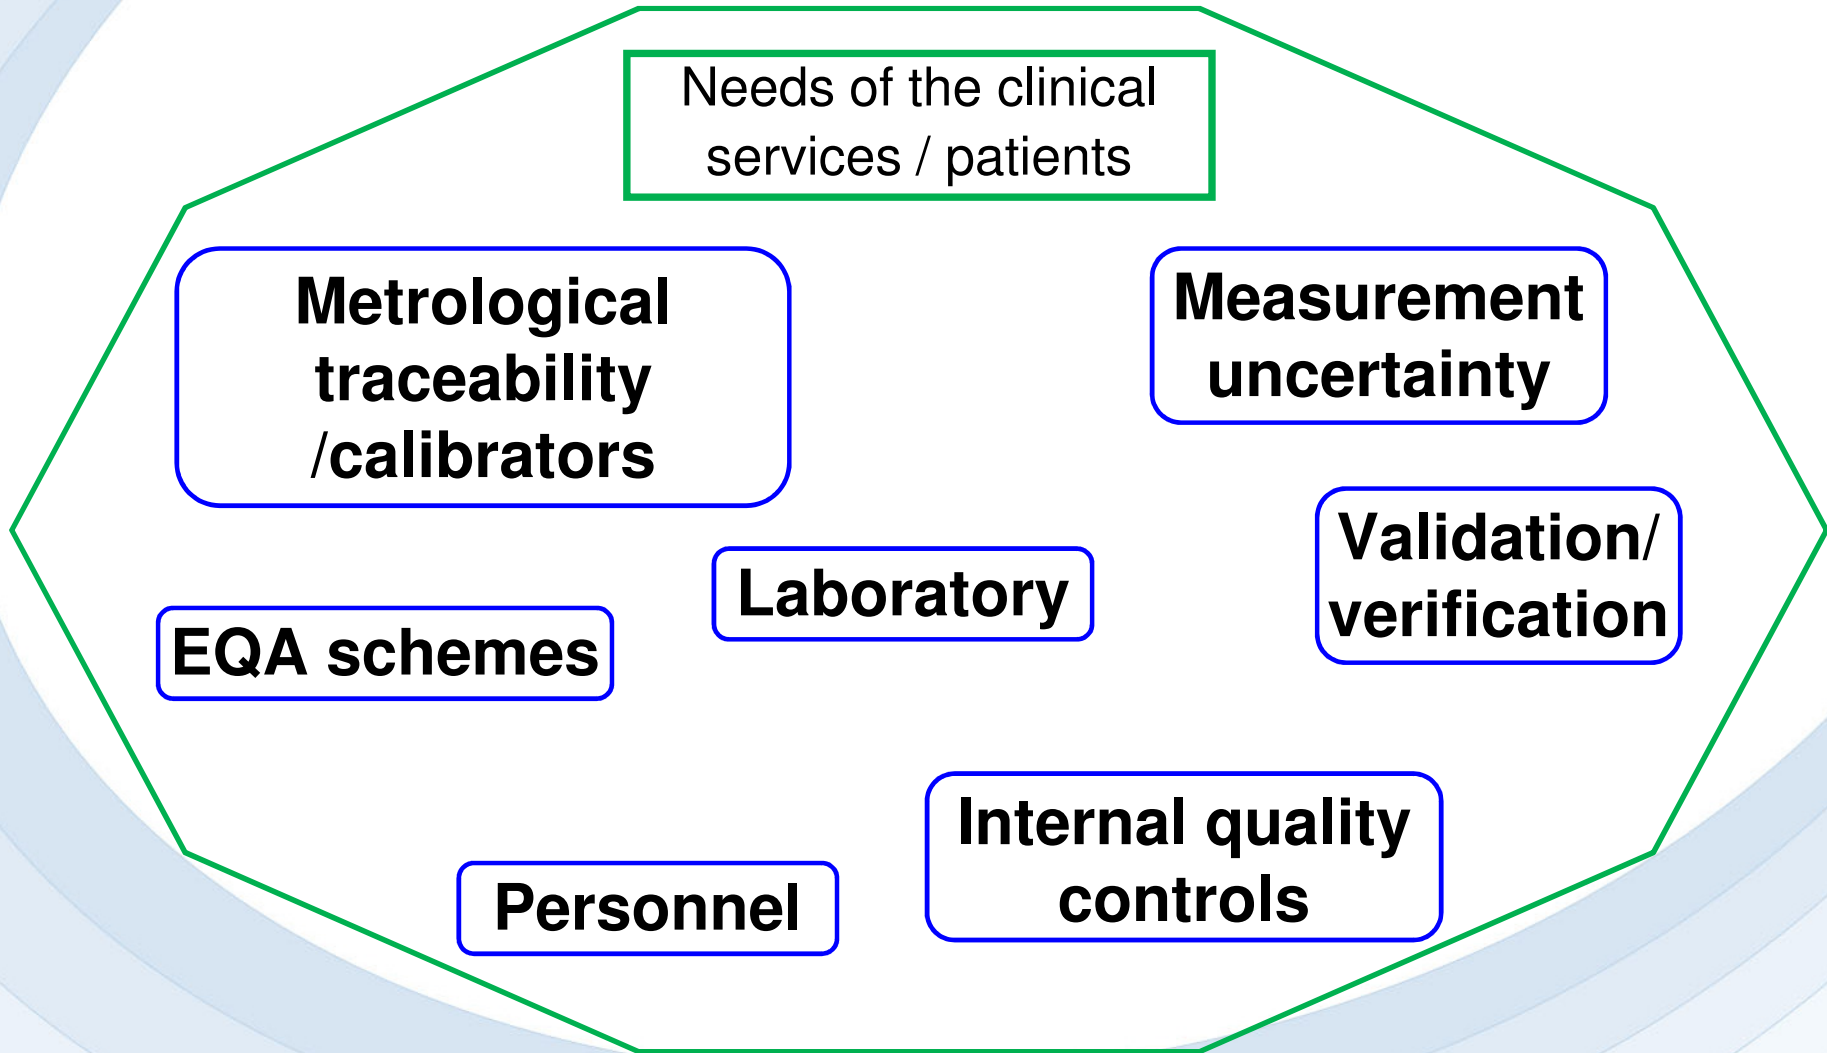 Needs of the clinical
services / patients
Metrological
traceability
/calibrators
Measurement
uncertainty
Validation/
verification
Laboratory
EQA schemes
Internal quality
controls
Personnel